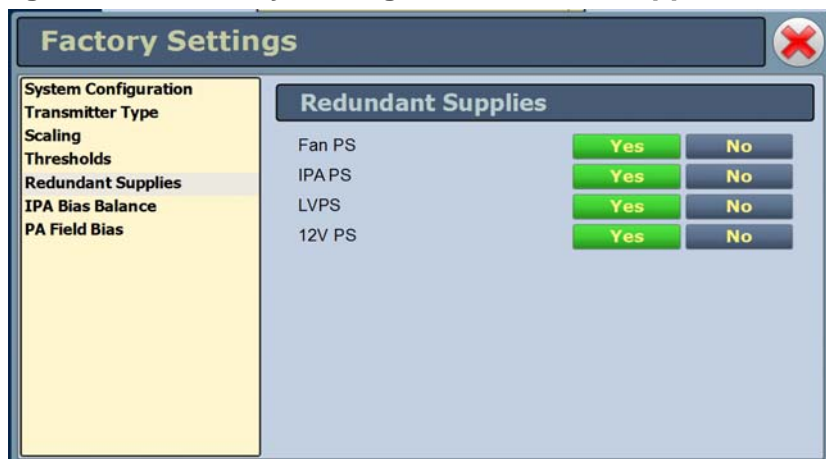 Factory Settings
System Configuration
Transmitter Type
Scaling
Thresholds
Redundant Supplies
IPA Bias Balance
PA Field Bias
Redundant Supplies
Fan PS Yes No
IPA PS Yes No
LVPS Yes No
12V PS Yes No